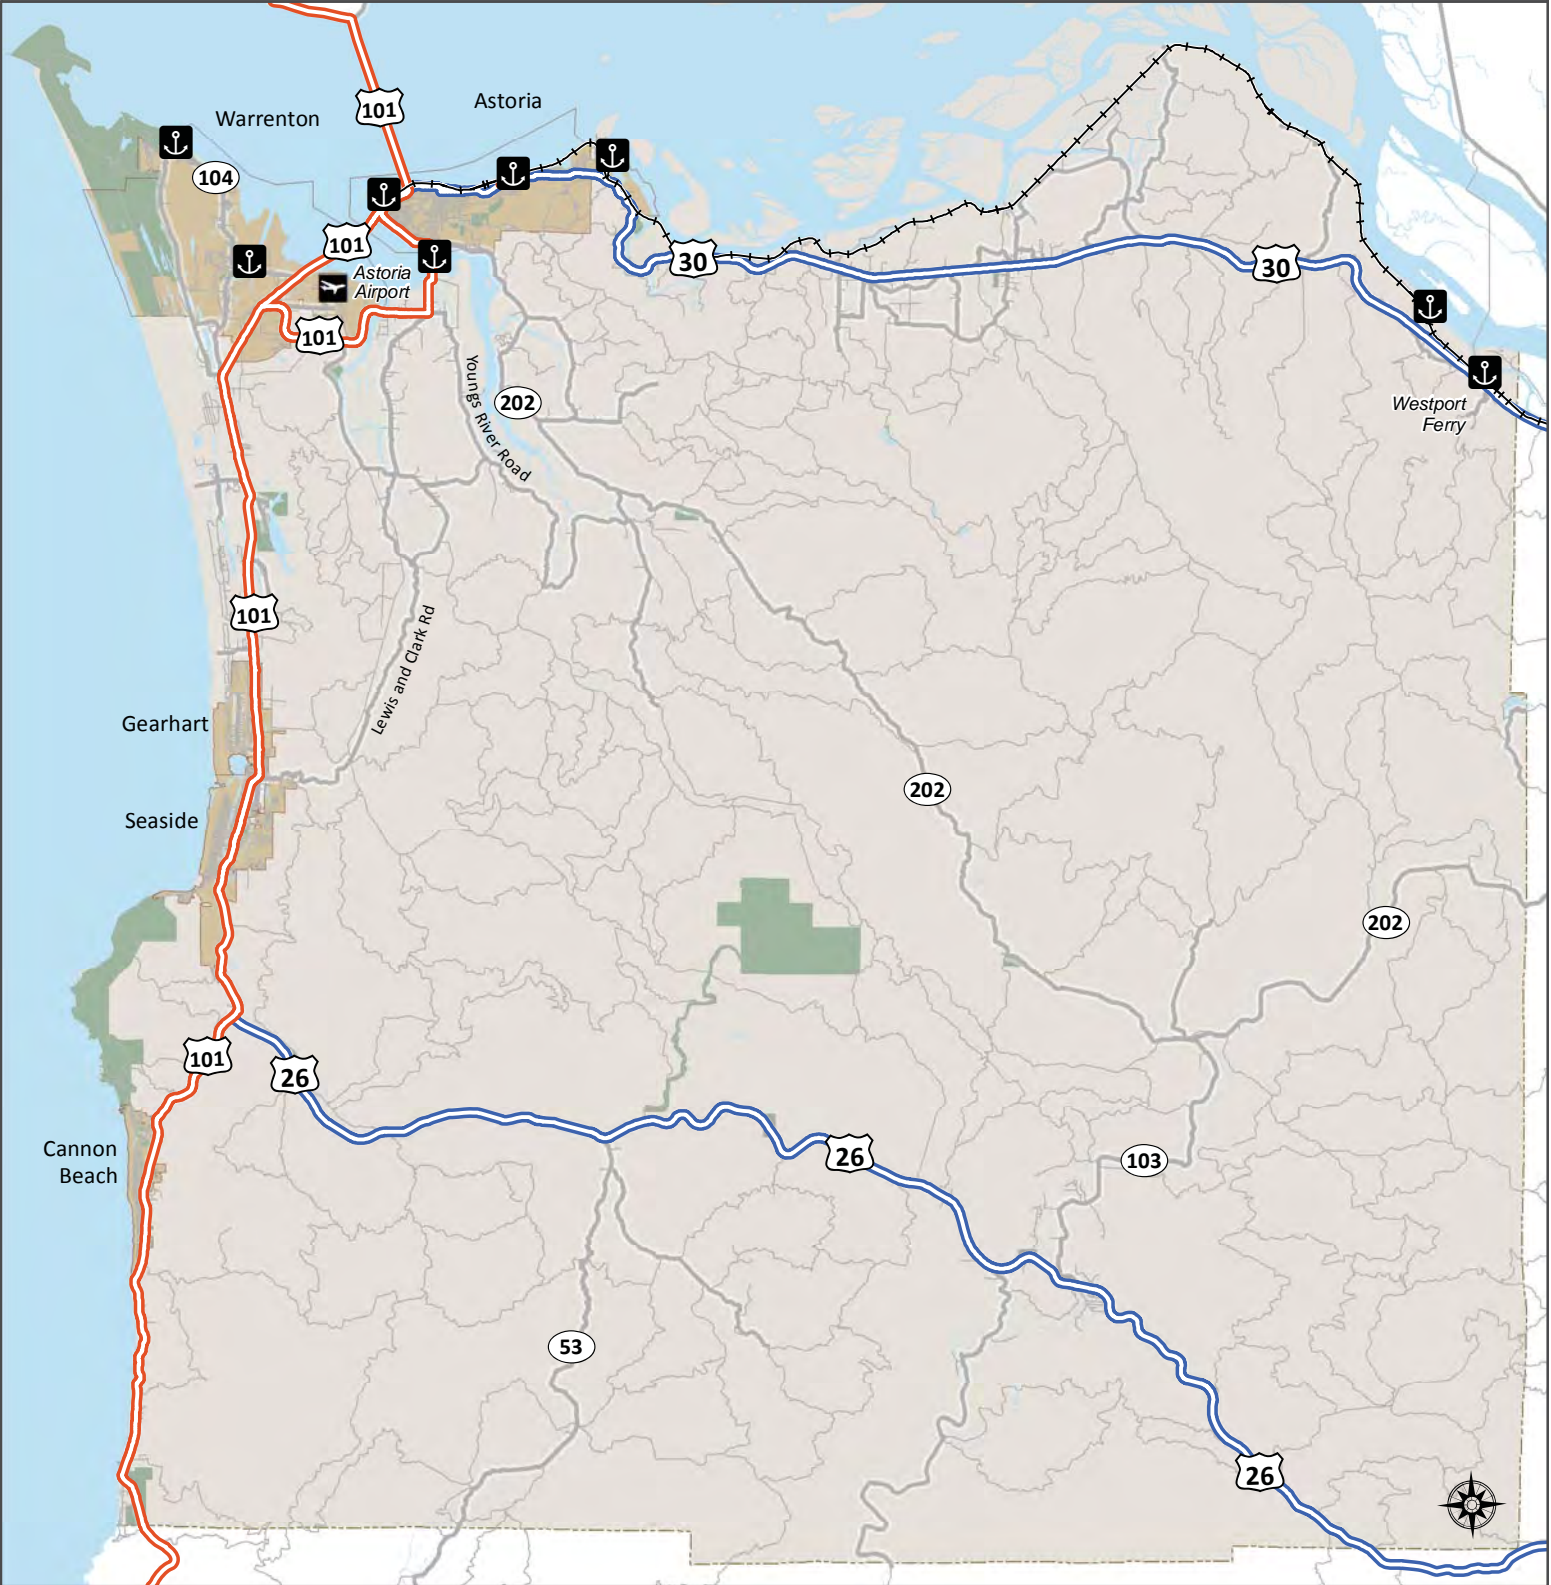 Astoria
101
Warrenton
104
101
30
30
Astoria
Airport
101
Westport
Ferry
Youngs River Road
202
101
Lewis and Clark Rd
Gearhart
202
Seaside
202
101
26
Cannon
Beach
26
103
53
26